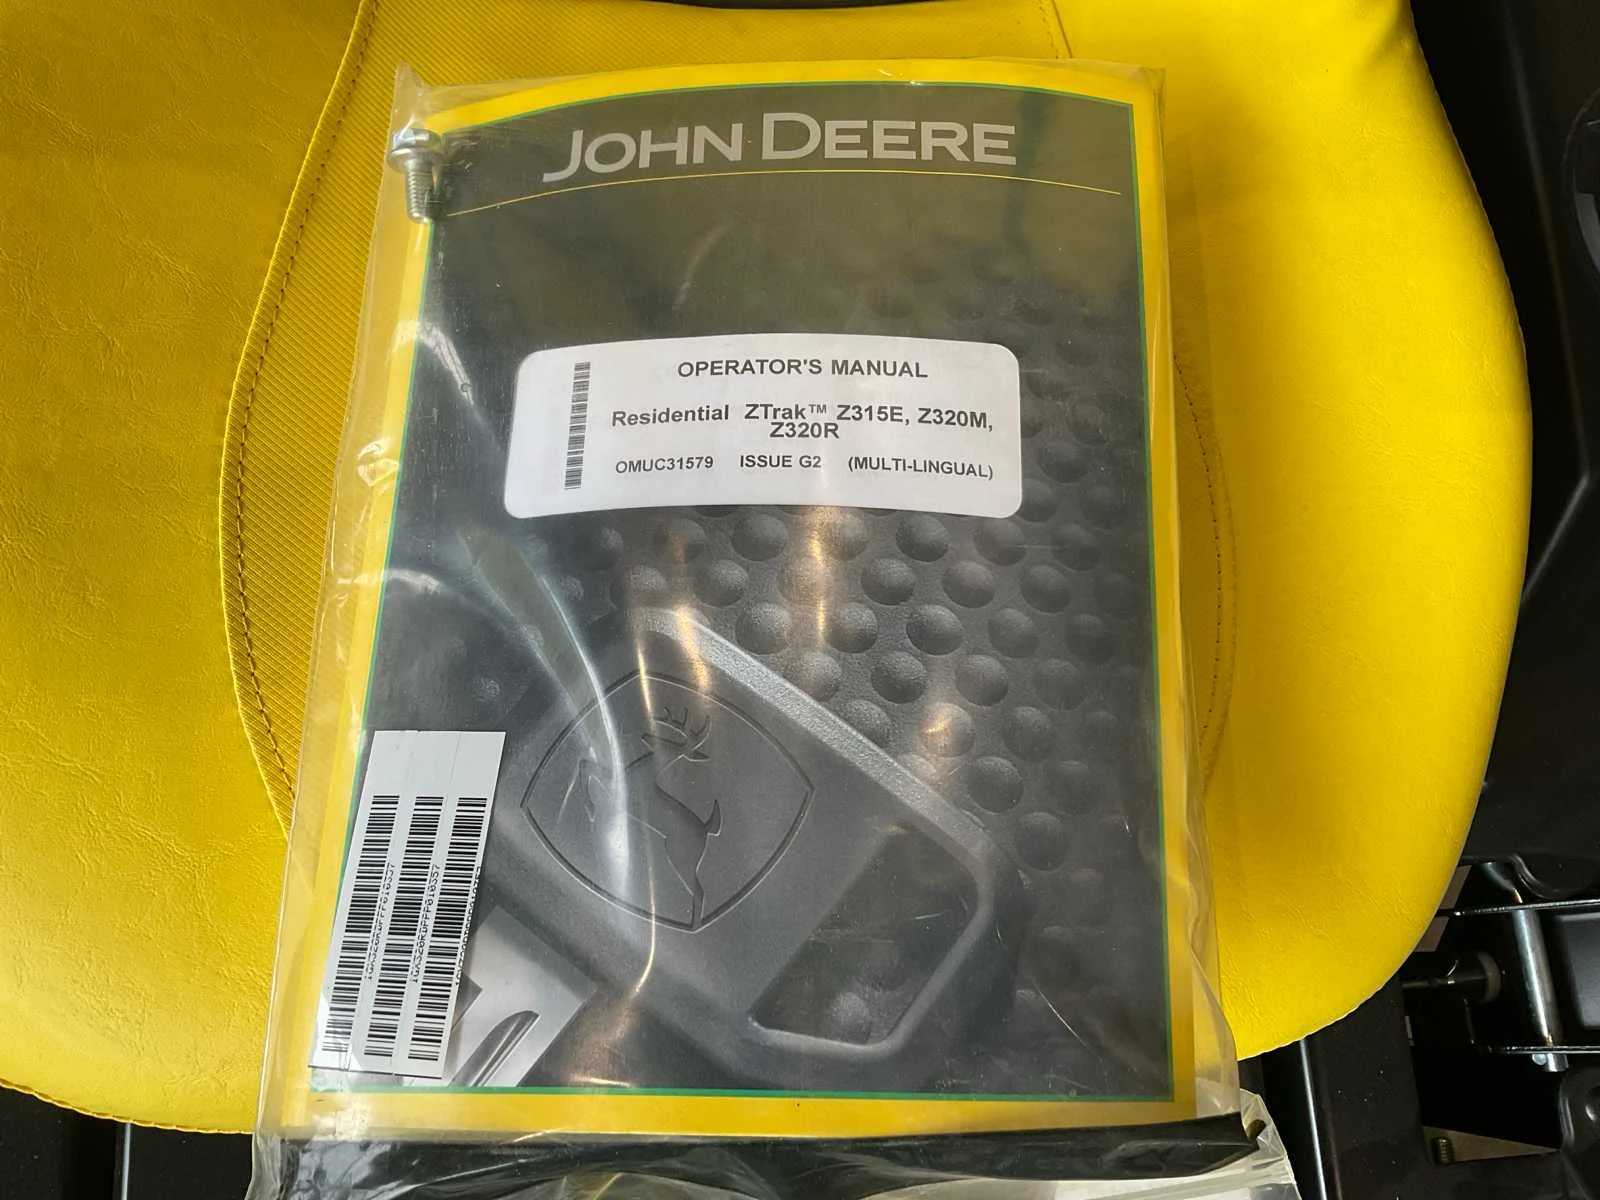 JOHN DEERE
OPERATOR'S MANUAL
Residential ZTrak™ Z315E, Z320M,
Z320R
OMUC31579 ISSUE G2 (MULTI-LINGUAL)